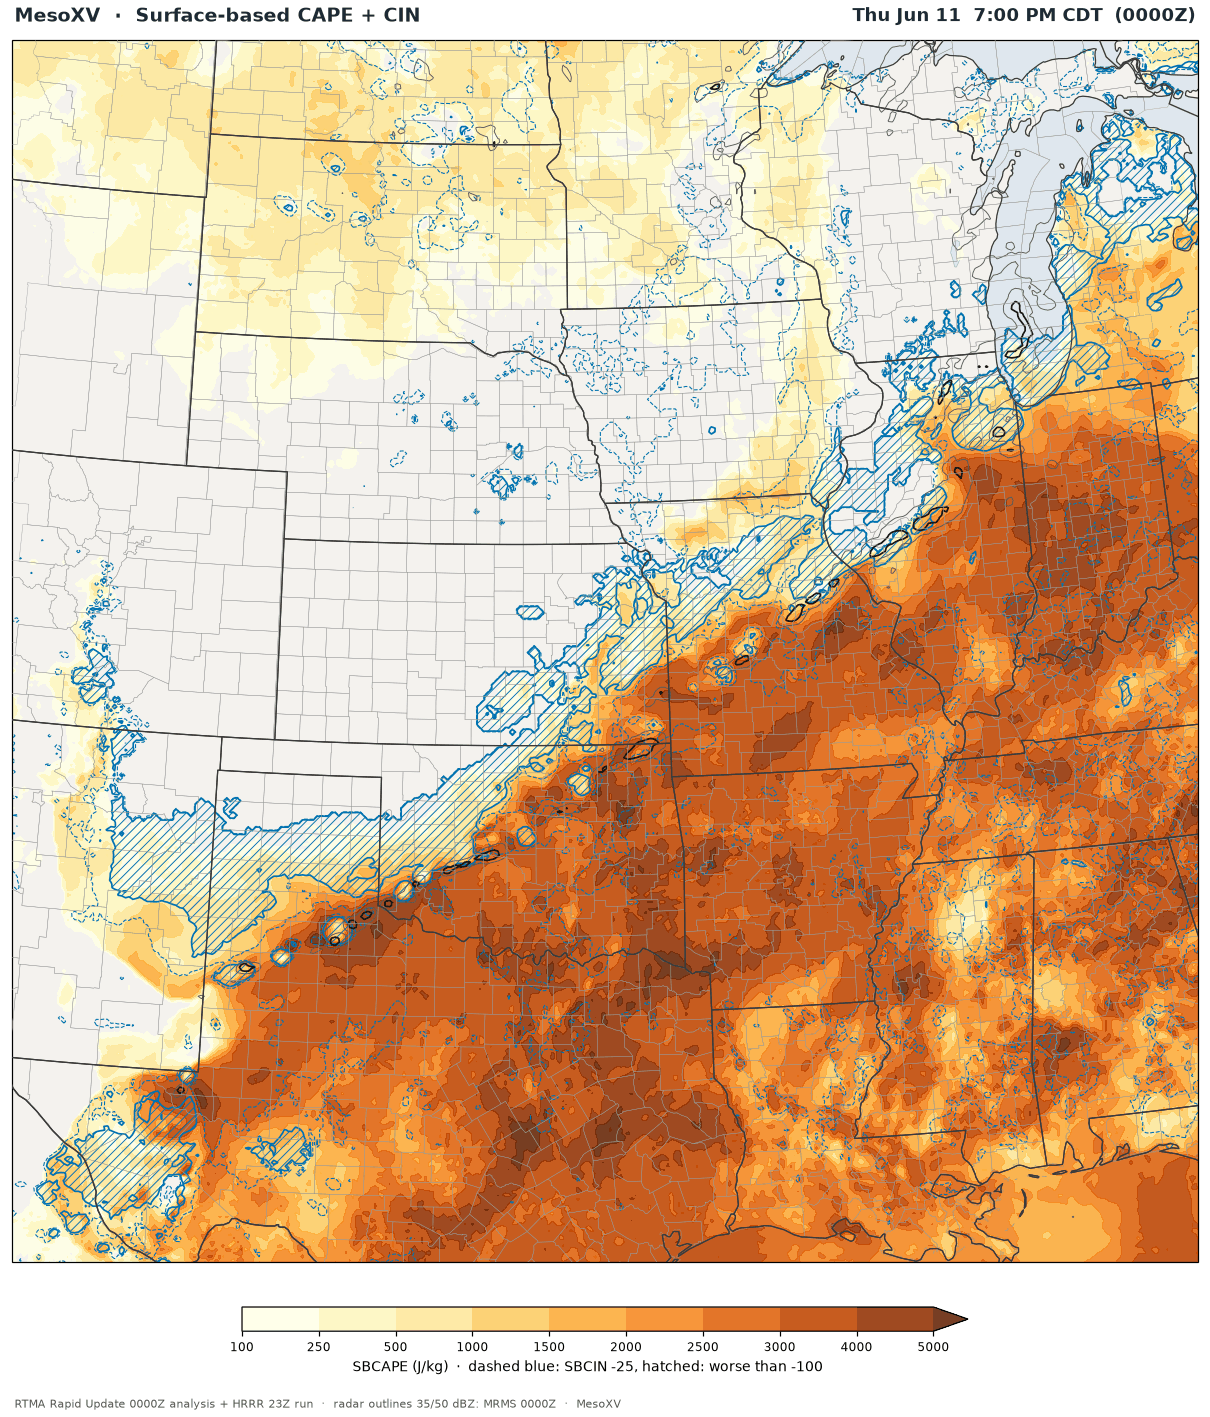 MesoXV · Surface-based CAPE + CIN
Thu Jun 11 7:00 PM CDT (0000Z)
100 250 500 1000 1500 2000 2500 3000 4000 5000
SBCAPE (J/kg) · dashed blue: SBCIN -25, hatched: worse than -100
RTMA Rapid Update 0000Z analysis + HRRR 23Z run · radar outlines 35/50 dBZ: MRMS 0000Z · MesoXV